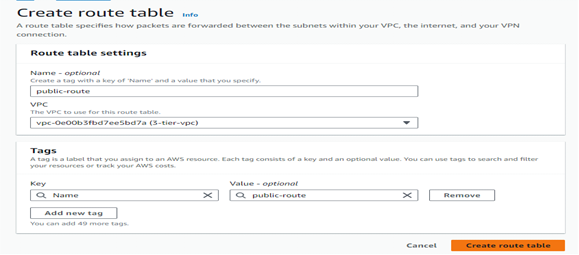 Create route table Info
A route table specifies how packets are forwarded between the subnets within your VPC, the internet, and your VPN
connection.
Route table settings
Name - optional
Create a tag with a key of 'Name' and a value that you specify.
public-route
VPC
The VPC to use for this route table.
vpc-0e00b3fbd7ee5bd7a (3-tier-vpc)
Tags
A tag is a label that you assign to an AWS resource. Each tag consists of a key and an optional value. You can use tags to search and filter
your resources or track your AWS costs.
Key Value - optional
Name public-route Remove
Add new tag
You can add 49 more tags.
Cancel Create route table